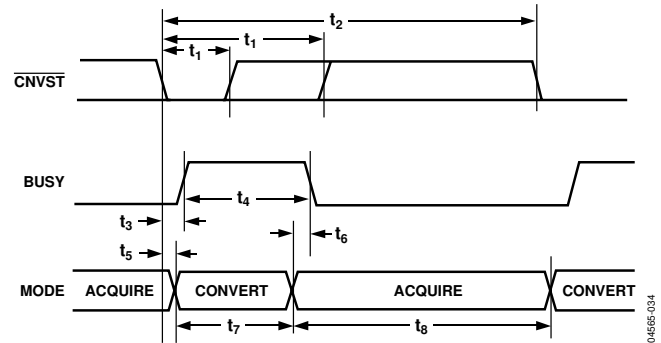 t2
t1
t1
CNVST
BUSY
t4
t3
t6
t5
MODE ACQUIRE CONVERT ACQUIRE CONVERT
t7 t8
04565-034